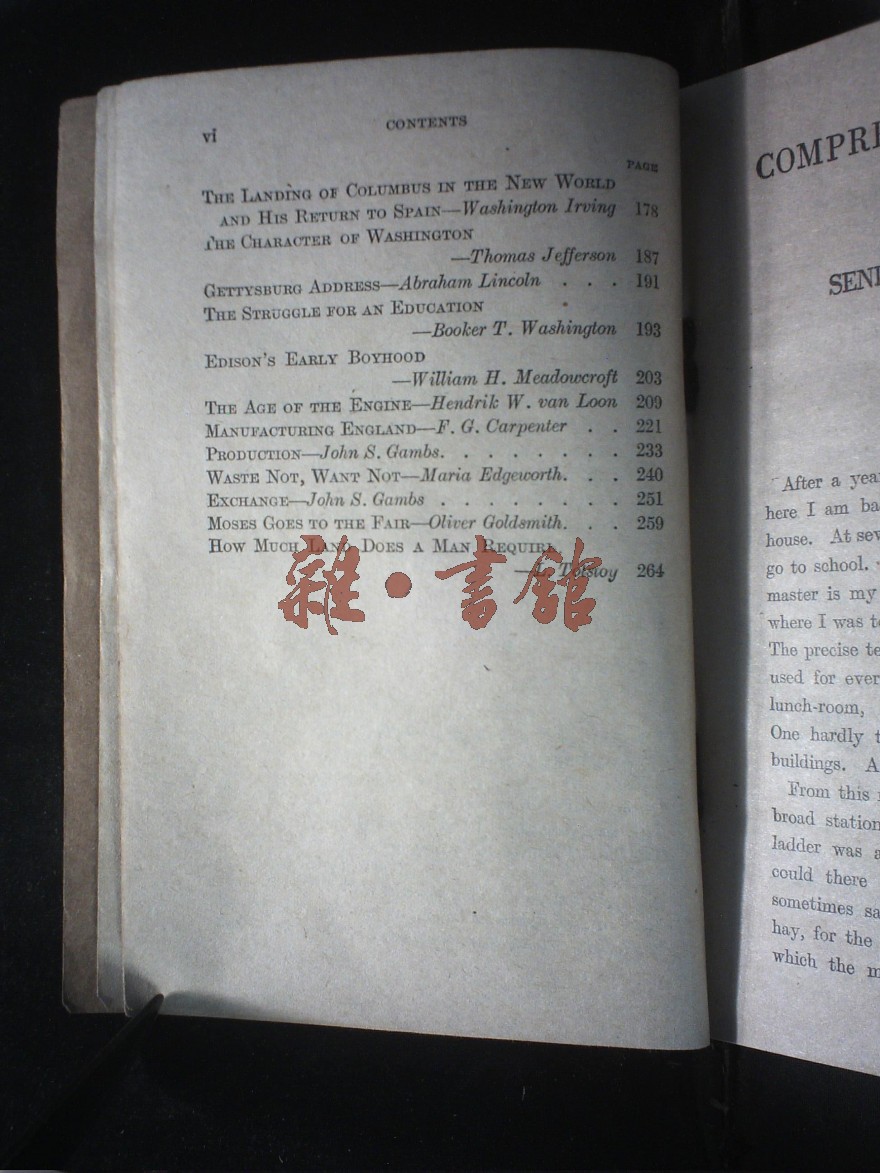 vi
CONTENTS
PAGE
THE LANDING OF COLUMBUS IN THE NEW WORLD
AND HIS RETURN TO SPAIN—Washington Irving 178
THE CHARACTER OF WASHINGTON
—Thomas Jefferson 187
GETTYSBURG ADDRESS—Abraham Lincoln . . . 191
THE STRUGGLE FOR AN EDUCATION
—Booker T. Washington 193
EDISON'S EARLY BOYHOOD
—William H. Meadowcroft 203
THE AGE OF THE ENGINE—Hendrik W. van Loon 209
MANUFACTURING ENGLAND—F. G. Carpenter . . 221
PRODUCTION—John S. Gambs. . . . . . . . 233
WASTE NOT, WANT NOT—Maria Edgeworth. . . 240
EXCHANGE—John S. Gambs . . . . . . . . 251
MOSES GOES TO THE FAIR—Oliver Goldsmith. . . 259
HOW MUCH LAND DOES A MAN REQUIRE
—L. Tolstoy 264
雜·書館
COMPRE
SENI
After a yea
here I am ba
house. At sev
go to school.
master is my
where I was t
The precise te
used for ever
lunch-room,
One hardly t
buildings. A
From this
broad station
ladder was a
could there
sometimes sa
hay, for the
which the m